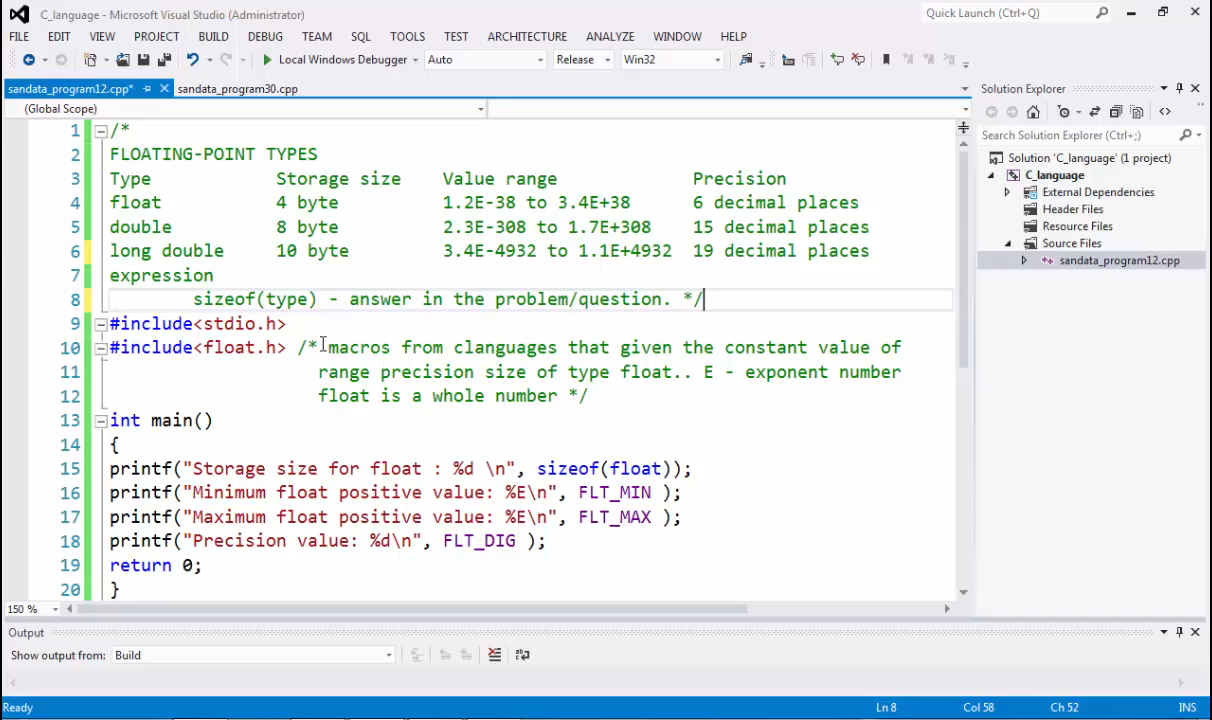 C_language - Microsoft Visual Studio (Administrator)
Quick Launch (Ctrl+Q)
FILE EDIT VIEW PROJECT BUILD DEBUG TEAM SQL TOOLS TEST ARCHITECTURE ANALYZE WINDOW HELP
Local Windows Debugger Auto Release Win32
sandata_program12.cpp* sandata_program30.cpp
(Global Scope)
1 /*
2 FLOATING-POINT TYPES
3 Type Storage size Value range Precision
4 float 4 byte 1.2E-38 to 3.4E+38 6 decimal places
5 double 8 byte 2.3E-308 to 1.7E+308 15 decimal places
6 long double 10 byte 3.4E-4932 to 1.1E+4932 19 decimal places
7 expression
8 sizeof(type) - answer in the problem/question. */
9 #include<stdio.h>
10 #include<float.h> /* macros from clanguages that given the constant value of
11 range precision size of type float.. E - exponent number
12 float is a whole number */
13 int main()
14 {
15 printf("Storage size for float : %d \n", sizeof(float));
16 printf("Minimum float positive value: %E\n", FLT_MIN );
17 printf("Maximum float positive value: %E\n", FLT_MAX );
18 printf("Precision value: %d\n", FLT_DIG );
19 return 0;
20 }
150 %
Solution Explorer
Search Solution Explorer (Ctrl+;)
Solution 'C_language' (1 project)
C_language
External Dependencies
Header Files
Resource Files
Source Files
sandata_program12.cpp
Output
Show output from: Build
Ready Ln 8 Col 58 Ch 52 INS